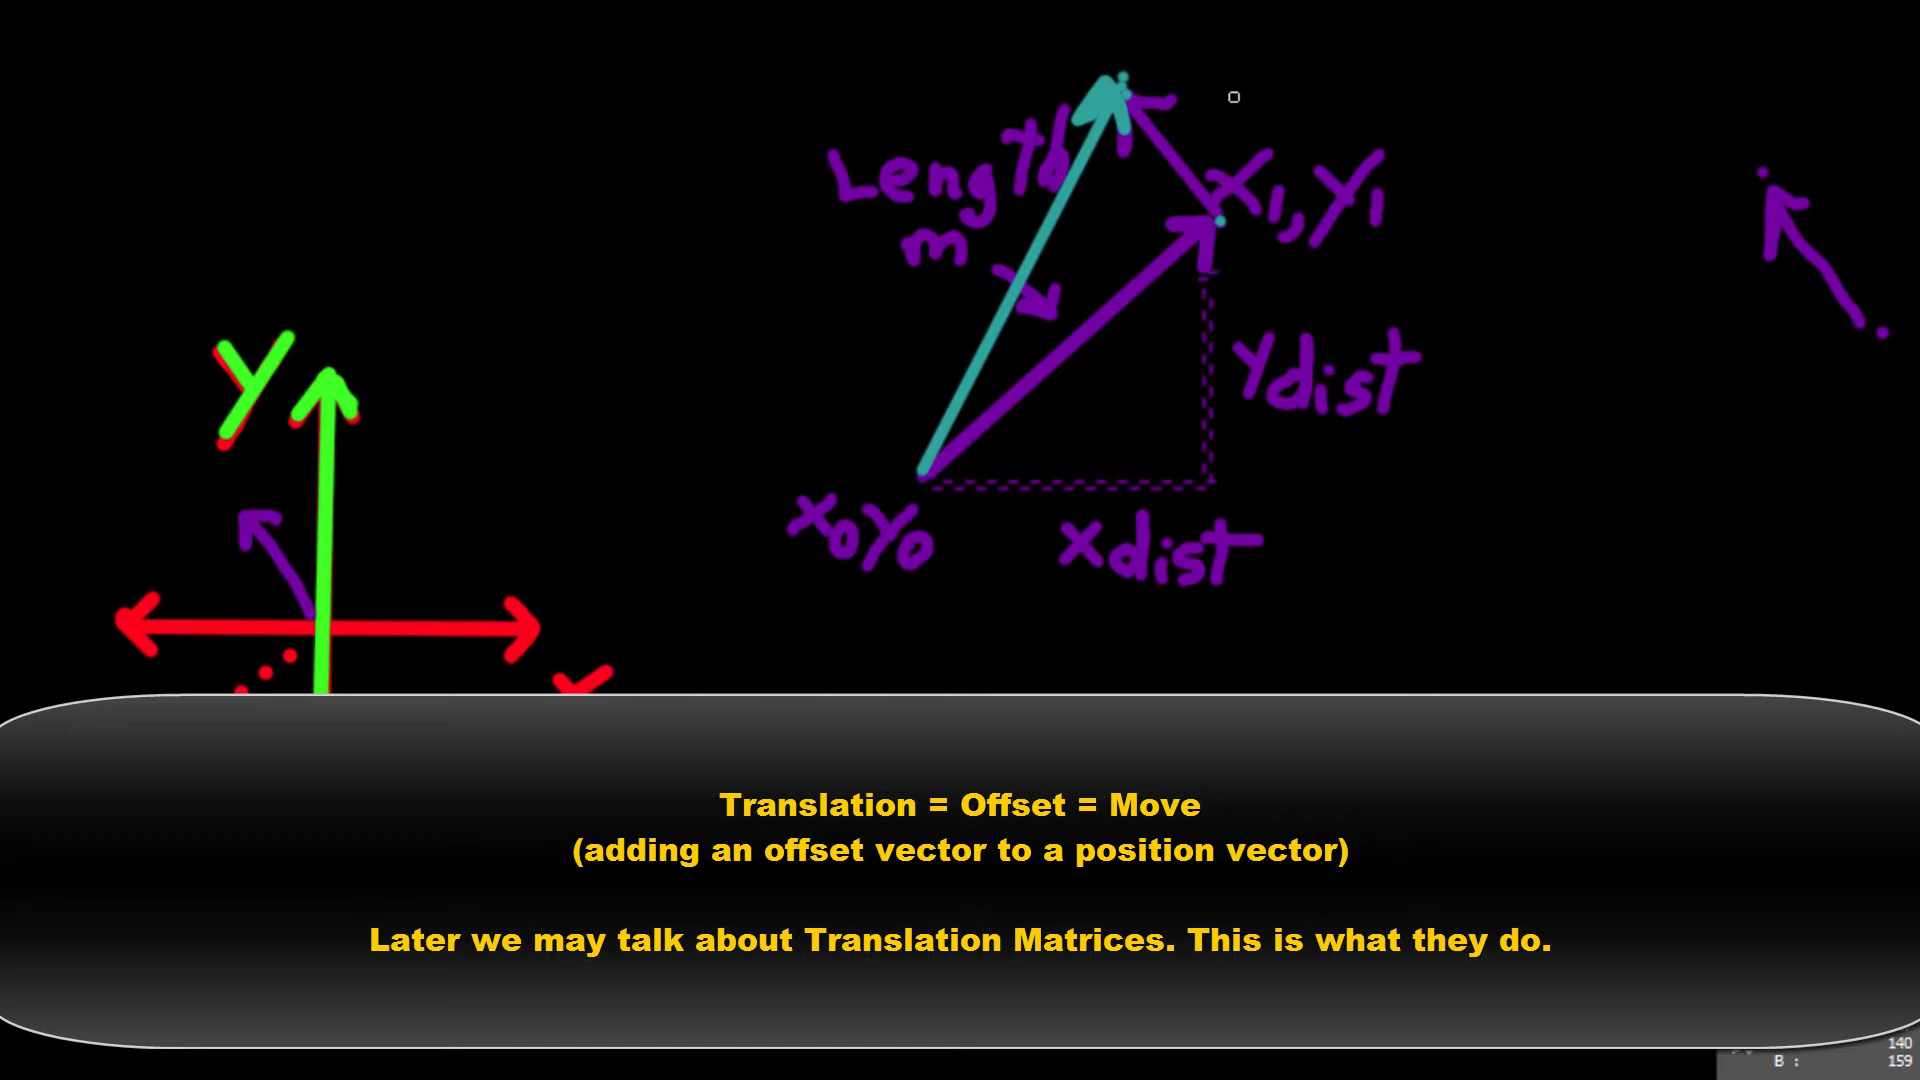 Length
m
x1, y1
y
ydist
x0y0
xdist
Translation = Offset = Move
(adding an offset vector to a position vector)
Later we may talk about Translation Matrices. This is what they do.
140
B : 159